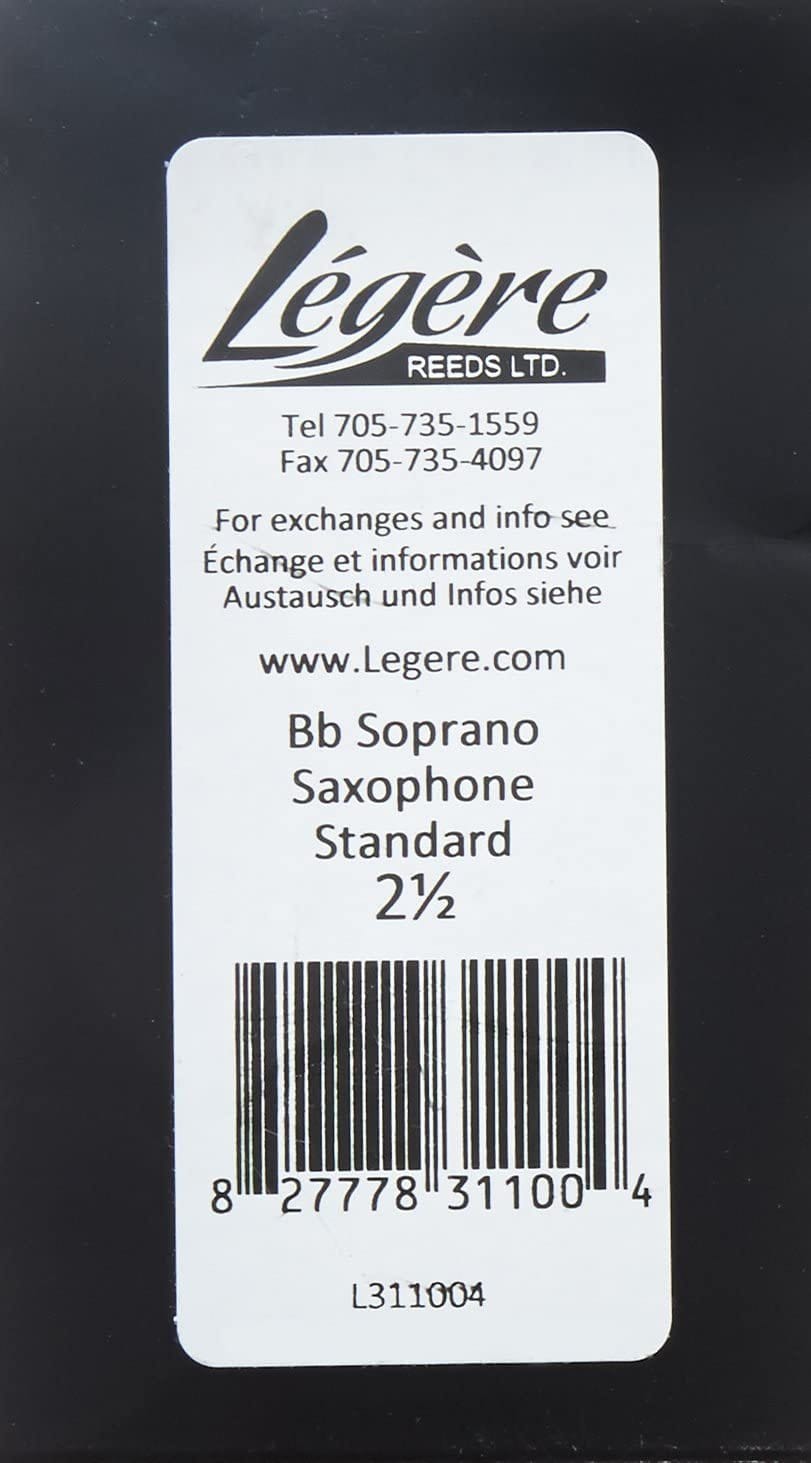 Légère
REEDS LTD.
Tel 705-735-1559
Fax 705-735-4097
For exchanges and info see
Échange et informations voir
Austausch und Infos siehe
www.Legere.com
Bb Soprano
Saxophone
Standard
2½
8 27778 31100 4
L311004